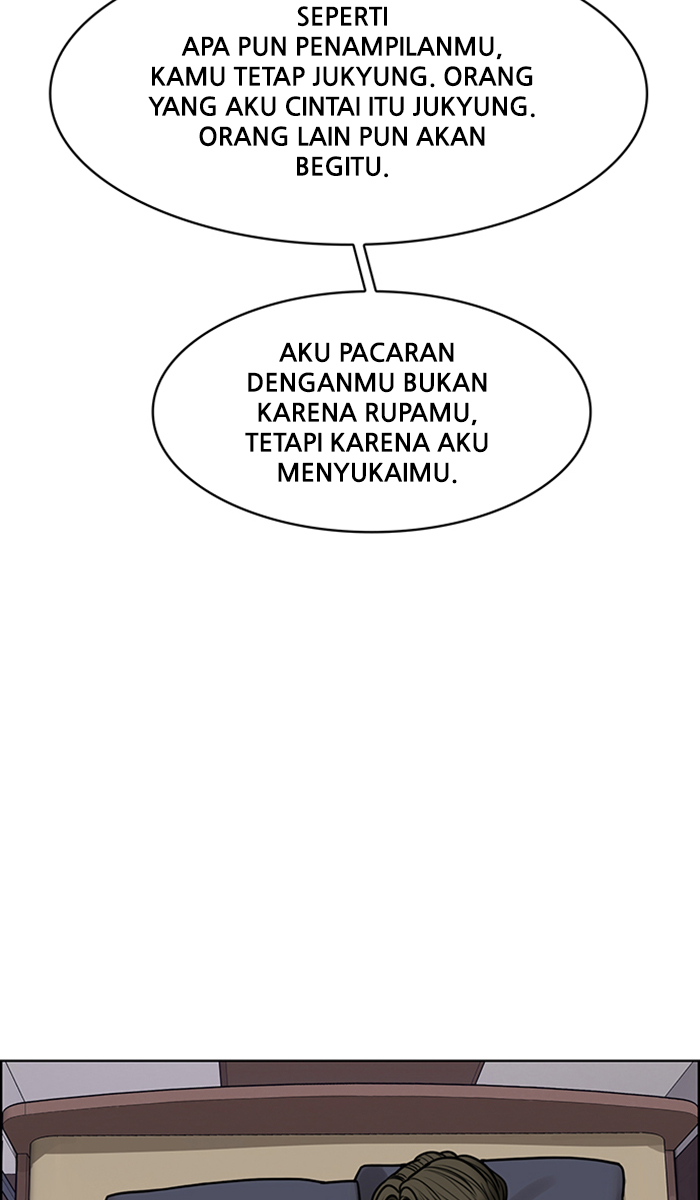 SEPERTI
APA PUN PENAMPILANMU,
KAMU TETAP JUKYUNG. ORANG
YANG AKU CINTAI ITU JUKYUNG.
ORANG LAIN PUN AKAN
BEGITU.
AKU PACARAN
DENGANMU BUKAN
KARENA RUPAMU,
TETAPI KARENA AKU
MENYUKAIMU.